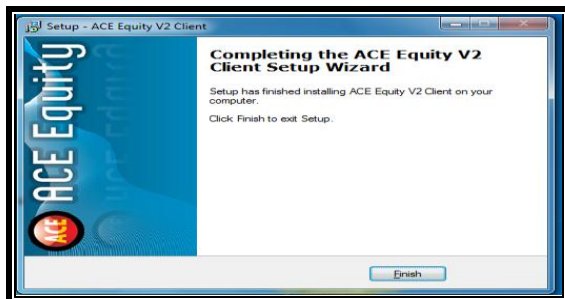 Setup - ACE Equity V2 Client
ACE Equity
ACE
Completing the ACE Equity V2
Client Setup Wizard
Setup has finished installing ACE Equity V2 Client on your
computer.
Click Finish to exit Setup.
Finish